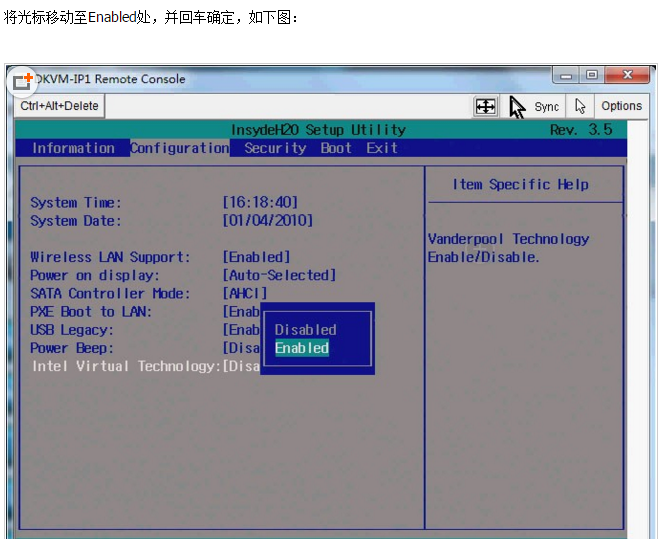 将光标移动至Enabled处，并回车确定，如下图：
DKVM-IP1 Remote Console
Ctrl+Alt+Delete Sync Options
InsydeH20 Setup Utility Rev. 3.5
Information Configuration Security Boot Exit
Item Specific Help
System Time: [16:18:40]
System Date: [01/04/2010]
Vanderpool Technology
Enable/Disable.
Wireless LAN Support: [Enabled]
Power on display: [Auto-Selected]
SATA Controller Mode: [AHCI]
PXE Boot to LAN: [Enab
USB Legacy: [Enab
Power Beep: [Disa
Intel Virtual Technology:[Disa
Disabled
Enabled